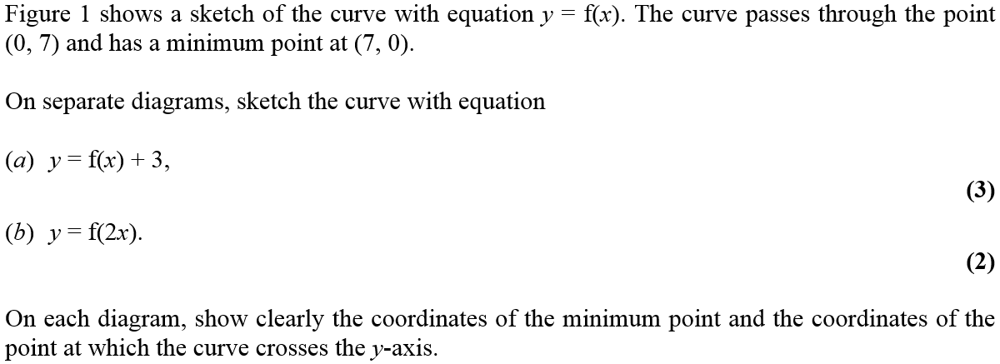 Figure 1 shows a sketch of the curve with equation y = f(x). The curve passes through the point
(0, 7) and has a minimum point at (7, 0).
On separate diagrams, sketch the curve with equation
(a) y = f(x) + 3,
(3)
(b) y = f(2x).
(2)
On each diagram, show clearly the coordinates of the minimum point and the coordinates of the
point at which the curve crosses the y-axis.